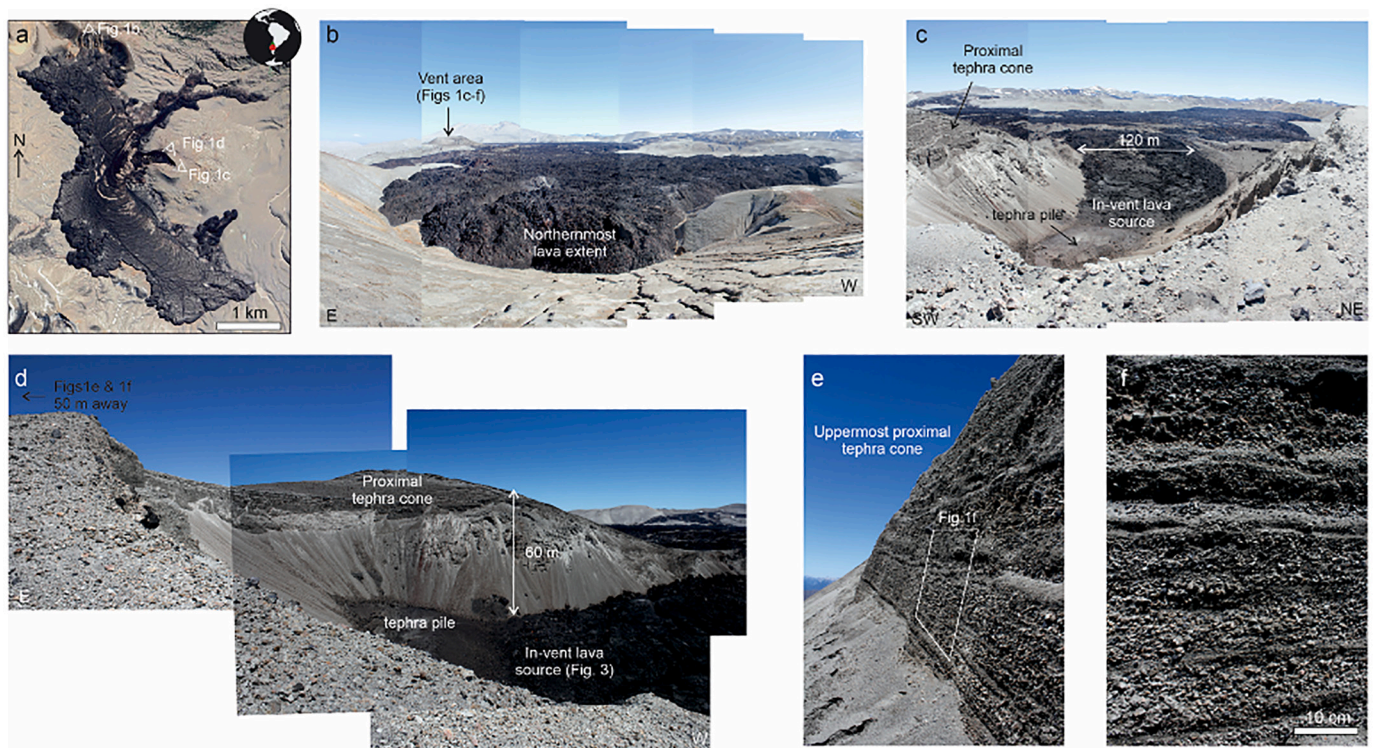 a
Fig.1b
N
Fig.1d
Fig.1c
1 km
b
Vent area
(Figs 1c-f)
Northernmost
lava extent
E
W
c
Proximal
tephra cone
120 m
In-vent lava
source
tephra pile
SW
NE
d
Figs1e & 1f
50 m away
Proximal
tephra cone
60 m
tephra pile
In-vent lava
source (Fig. 3)
E
W
e
Uppermost proximal
tephra cone
Fig.1f
f
10 cm